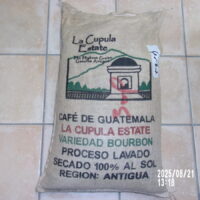 La Cupula
Estate
CAFÉ DE GUATEMALA
LA CUPULA ESTATE
VARIEDAD BOURBON
PROCESO LAVADO
SECADO 100% AL SOL
REGION: ANTIGUA
2025/08/21
13:18